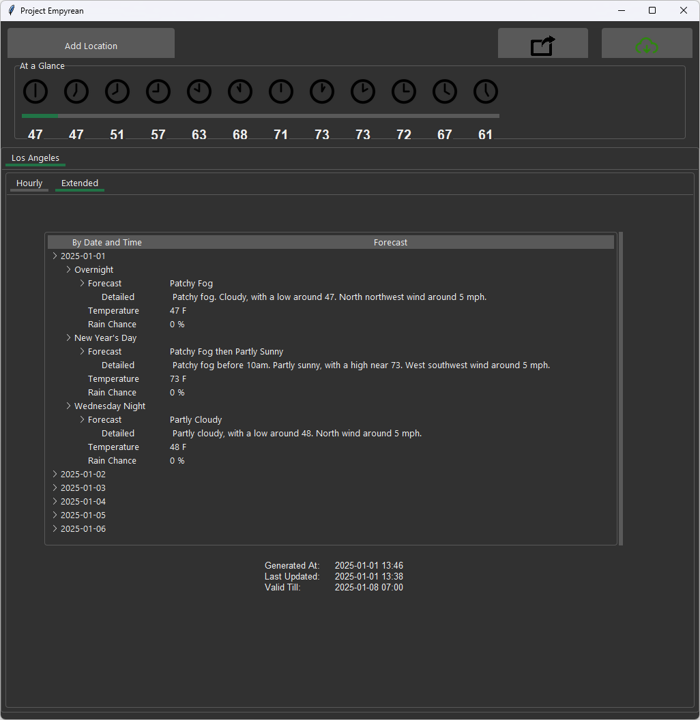 Project Empyrean
Add Location
At a Glance
47 47 51 57 63 68 71 73 73 72 67 61
Los Angeles
Hourly Extended
By Date and Time Forecast
2025-01-01
Overnight
Forecast Patchy Fog
Detailed Patchy fog. Cloudy, with a low around 47. North northwest wind around 5 mph.
Temperature 47 F
Rain Chance 0 %
New Year's Day
Forecast Patchy Fog then Partly Sunny
Detailed Patchy fog before 10am. Partly sunny, with a high near 73. West southwest wind around 5 mph.
Temperature 73 F
Rain Chance 0 %
Wednesday Night
Forecast Partly Cloudy
Detailed Partly cloudy, with a low around 48. North wind around 5 mph.
Temperature 48 F
Rain Chance 0 %
2025-01-02
2025-01-03
2025-01-04
2025-01-05
2025-01-06
Generated At: 2025-01-01 13:46
Last Updated: 2025-01-01 13:38
Valid Till: 2025-01-08 07:00